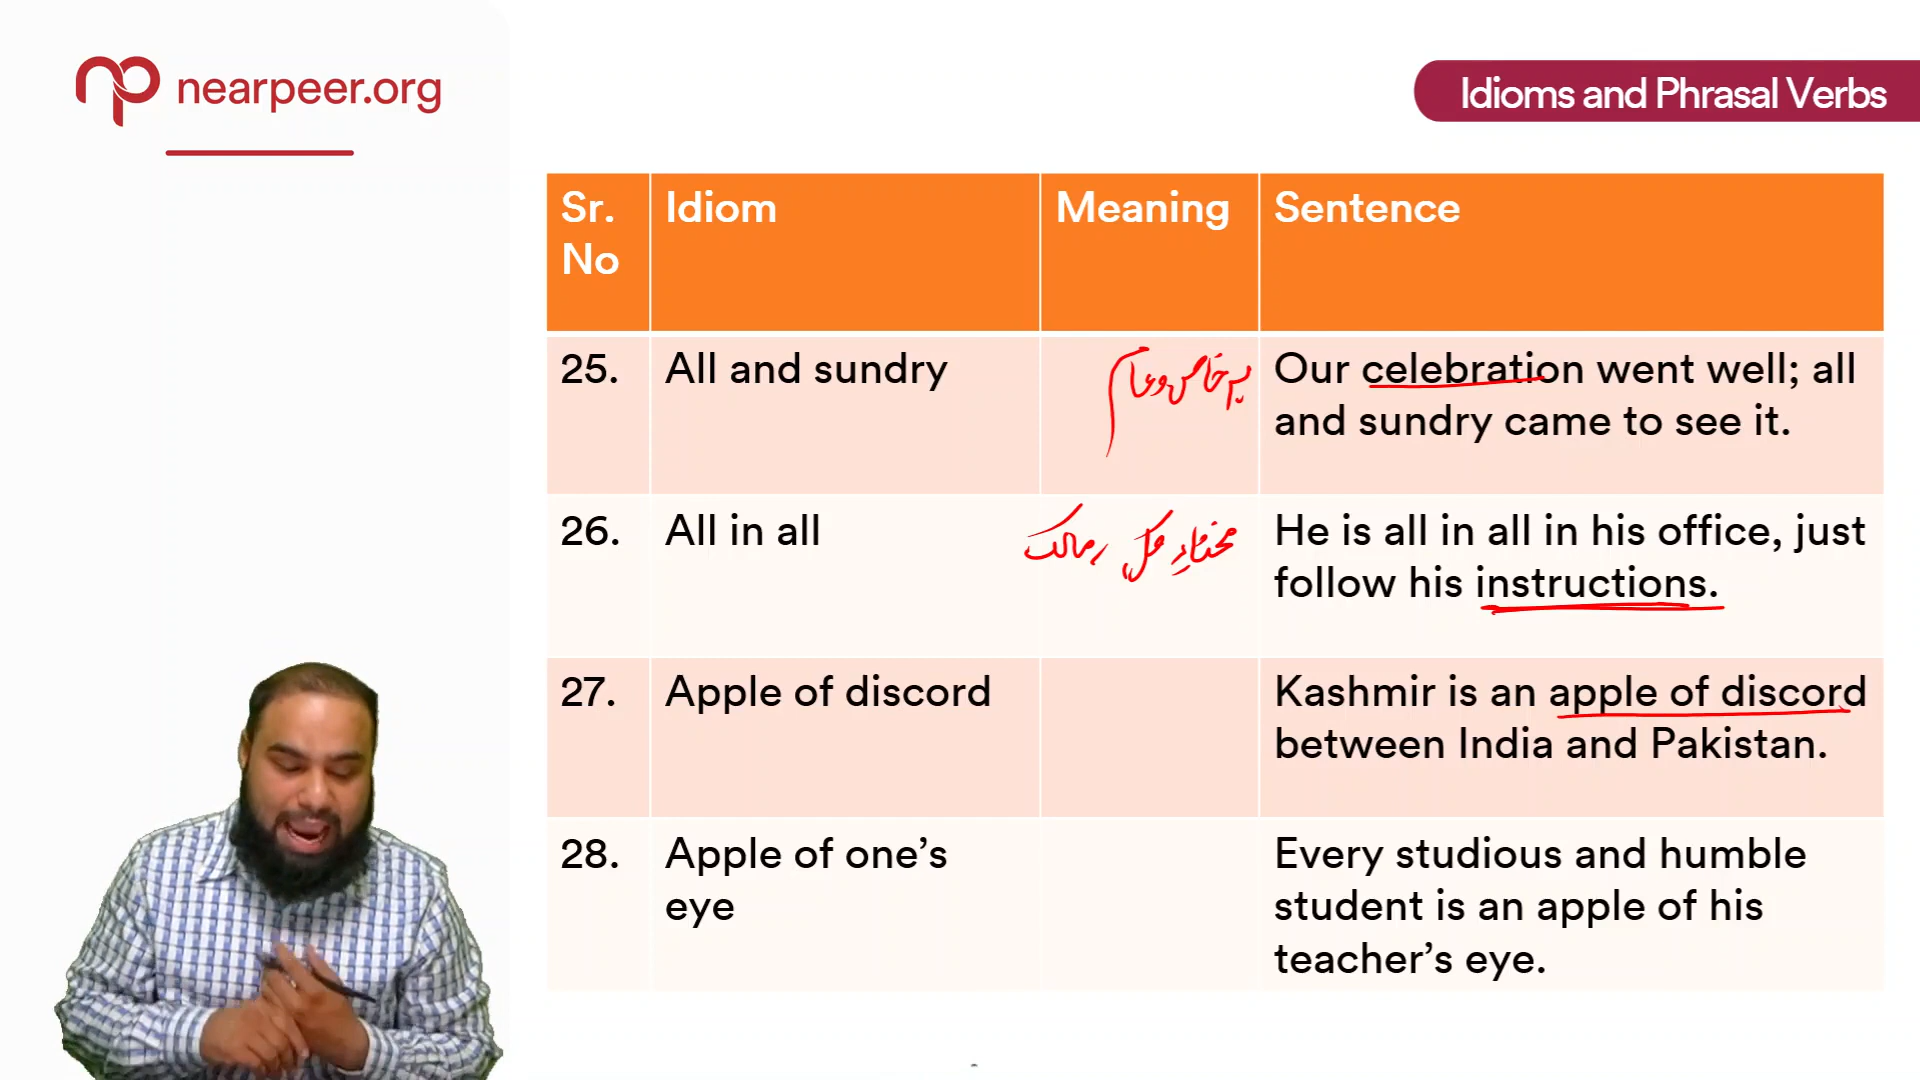 nearpeer.org
Idioms and Phrasal Verbs
Sr. No
Idiom
Meaning
Sentence
25.
All and sundry
ہر خاص و عام
Our celebration went well; all
and sundry came to see it.
26.
All in all
مختارِ کل، مالک
He is all in all in his office, just
follow his instructions.
27.
Apple of discord
Kashmir is an apple of discord
between India and Pakistan.
28.
Apple of one’s
eye
Every studious and humble
student is an apple of his
teacher’s eye.